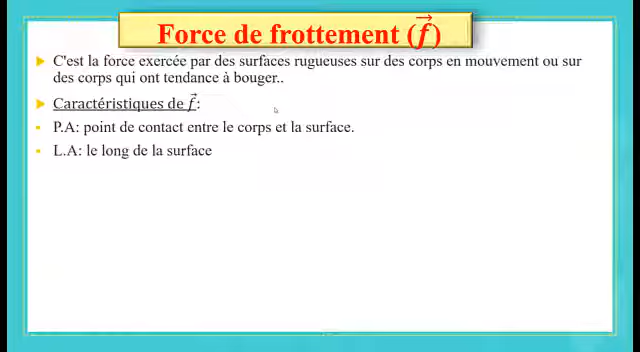 Force de frottement (f⃗)
C'est la force exercée par des surfaces rugueuses sur des corps en mouvement ou sur
des corps qui ont tendance à bouger..
Caractéristiques de f⃗:
P.A: point de contact entre le corps et la surface.
L.A: le long de la surface